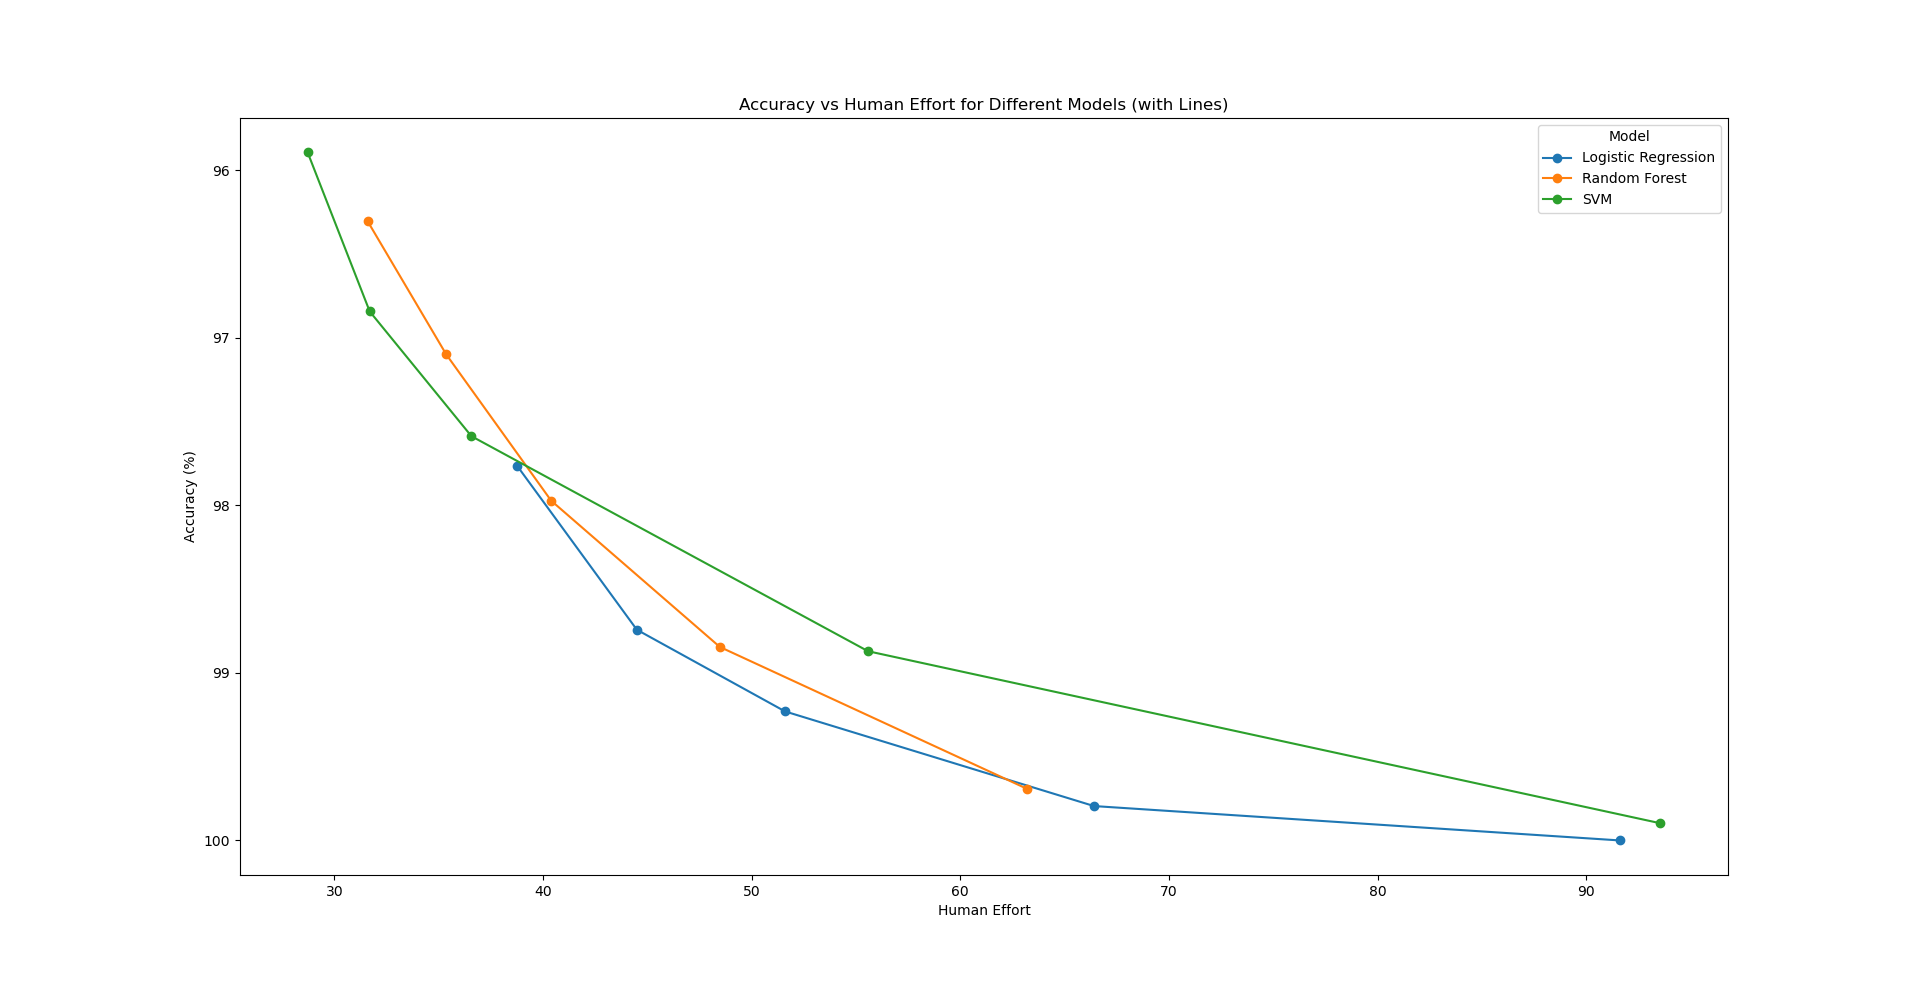 Accuracy vs Human Effort for Different Models (with Lines)
Model
Logistic Regression
Random Forest
SVM
96
97
98
99
100
Accuracy (%)
30
40
50
60
70
80
90
Human Effort